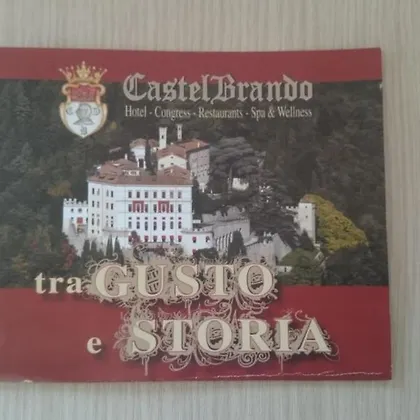 CastelBrando
Hotel - Congress - Restaurants - Spa & Wellness
tra GUSTO
e STORIA